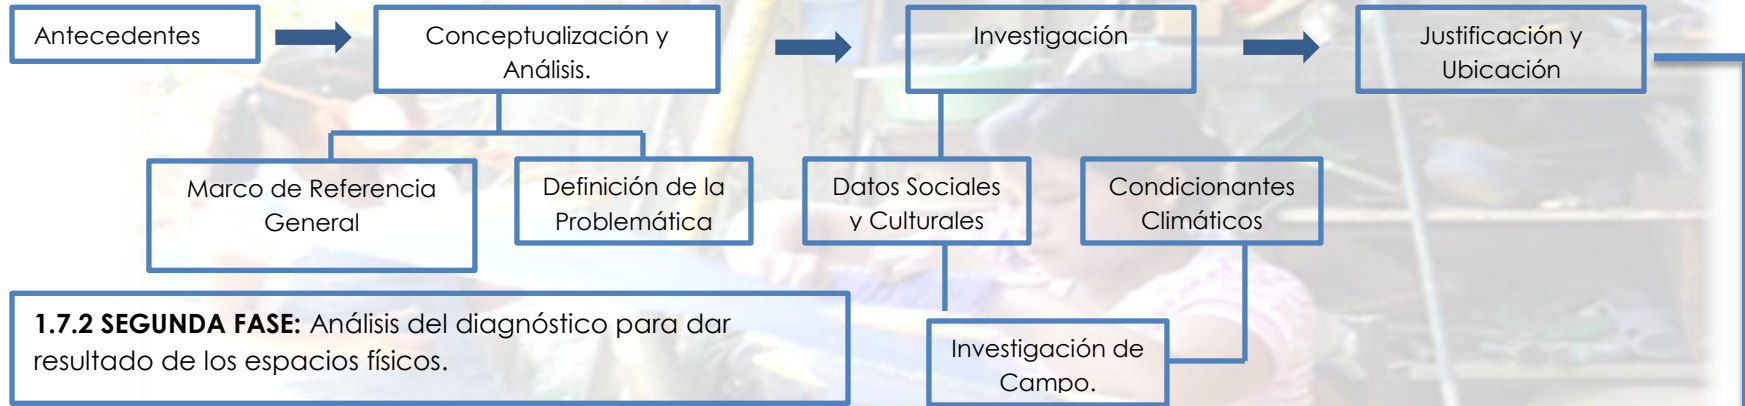 Antecedentes
Conceptualización y
Análisis.
Investigación
Justificación y
Ubicación
Marco de Referencia
General
Definición de la
Problemática
Datos Sociales
y Culturales
Condicionantes
Climáticos
1.7.2 SEGUNDA FASE: Análisis del diagnóstico para dar
resultado de los espacios físicos.
Investigación de
Campo.